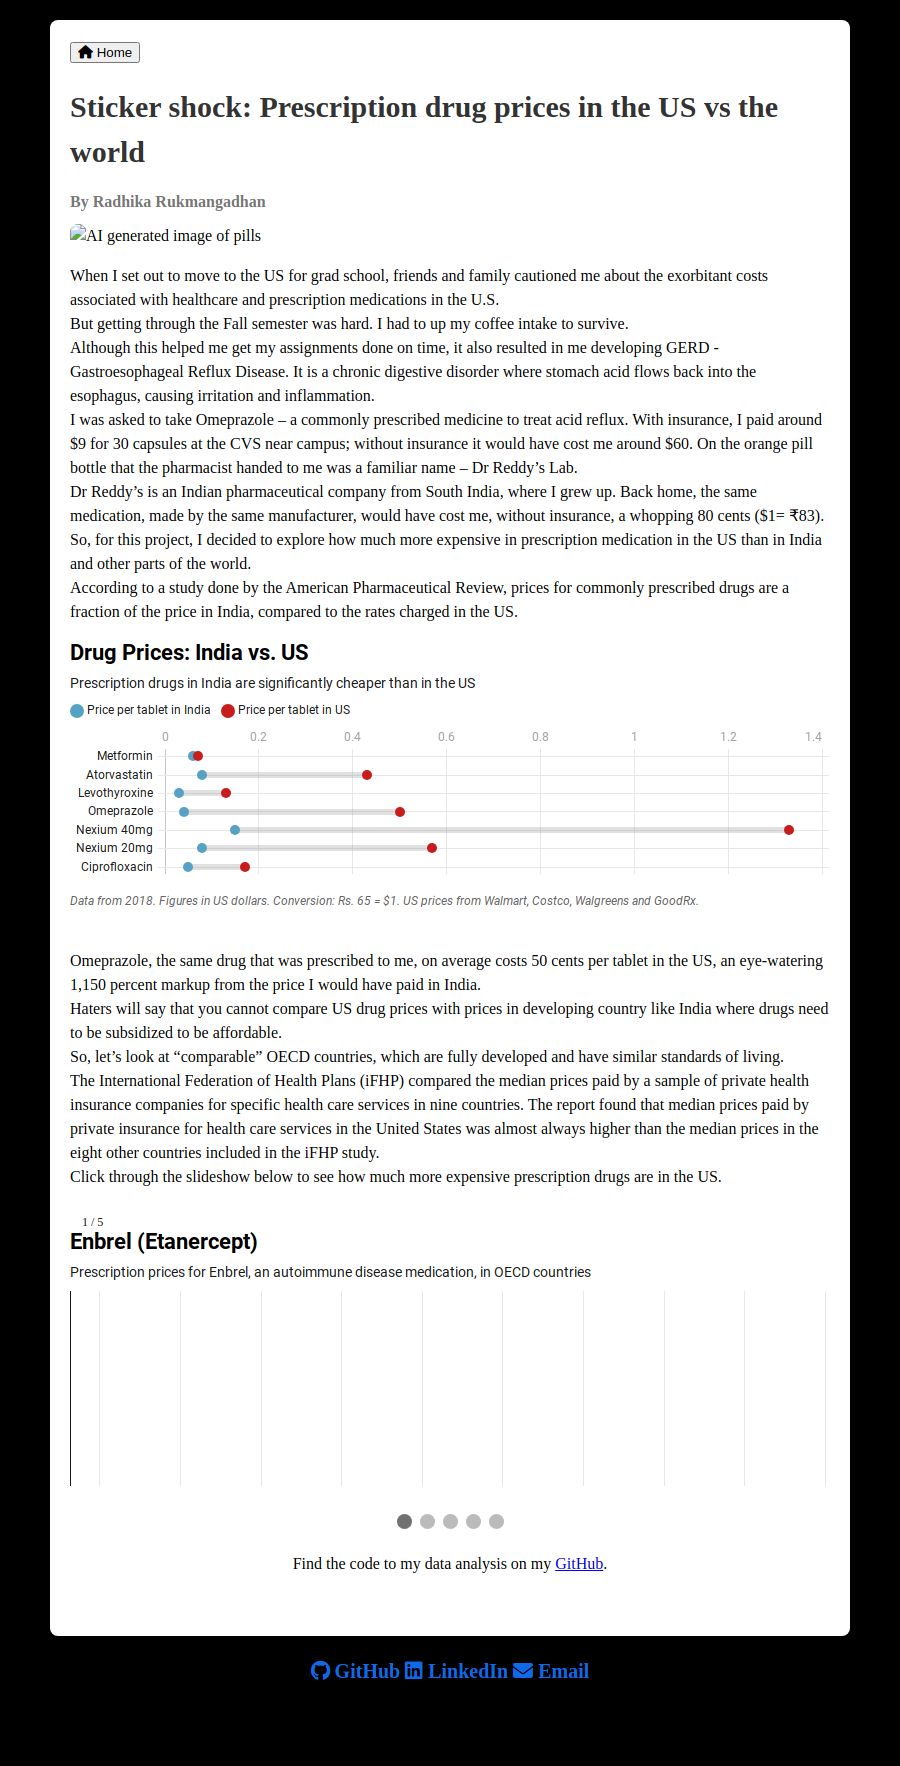 Home
Sticker shock: Prescription drug prices in the US vs the
world
By Radhika Rukmangadhan
AI generated image of pills
When I set out to move to the US for grad school, friends and family cautioned me about the exorbitant costs
associated with healthcare and prescription medications in the U.S.
But getting through the Fall semester was hard. I had to up my coffee intake to survive.
Although this helped me get my assignments done on time, it also resulted in me developing GERD -
Gastroesophageal Reflux Disease. It is a chronic digestive disorder where stomach acid flows back into the
esophagus, causing irritation and inflammation.
I was asked to take Omeprazole – a commonly prescribed medicine to treat acid reflux. With insurance, I paid around
$9 for 30 capsules at the CVS near campus; without insurance it would have cost me around $60. On the orange pill
bottle that the pharmacist handed to me was a familiar name – Dr Reddy’s Lab.
Dr Reddy’s is an Indian pharmaceutical company from South India, where I grew up. Back home, the same
medication, made by the same manufacturer, would have cost me, without insurance, a whopping 80 cents ($1= ₹83).
So, for this project, I decided to explore how much more expensive in prescription medication in the US than in India
and other parts of the world.
According to a study done by the American Pharmaceutical Review, prices for commonly prescribed drugs are a
fraction of the price in India, compared to the rates charged in the US.
Drug Prices: India vs. US
Prescription drugs in India are significantly cheaper than in the US
Price per tablet in India Price per tablet in US
0 0.2 0.4 0.6 0.8 1 1.2 1.4
Metformin
Atorvastatin
Levothyroxine
Omeprazole
Nexium 40mg
Nexium 20mg
Ciprofloxacin
Data from 2018. Figures in US dollars. Conversion: Rs. 65 = $1. US prices from Walmart, Costco, Walgreens and GoodRx.
Omeprazole, the same drug that was prescribed to me, on average costs 50 cents per tablet in the US, an eye-watering
1,150 percent markup from the price I would have paid in India.
Haters will say that you cannot compare US drug prices with prices in developing country like India where drugs need
to be subsidized to be affordable.
So, let’s look at “comparable” OECD countries, which are fully developed and have similar standards of living.
The International Federation of Health Plans (iFHP) compared the median prices paid by a sample of private health
insurance companies for specific health care services in nine countries. The report found that median prices paid by
private insurance for health care services in the United States was almost always higher than the median prices in the
eight other countries included in the iFHP study.
Click through the slideshow below to see how much more expensive prescription drugs are in the US.
1 / 5
Enbrel (Etanercept)
Prescription prices for Enbrel, an autoimmune disease medication, in OECD countries
Find the code to my data analysis on my GitHub.
GitHub LinkedIn Email